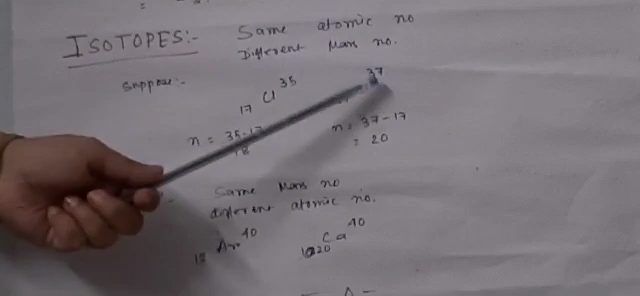 ISOTOPES:- Same atomic no
Different Mass no.
Suppose:-
17 Cl 35 37
n = 35-17 n = 37-17
18 = 20
Same Mass no
different atomic no.
18 Ar 40 Ca 40
20